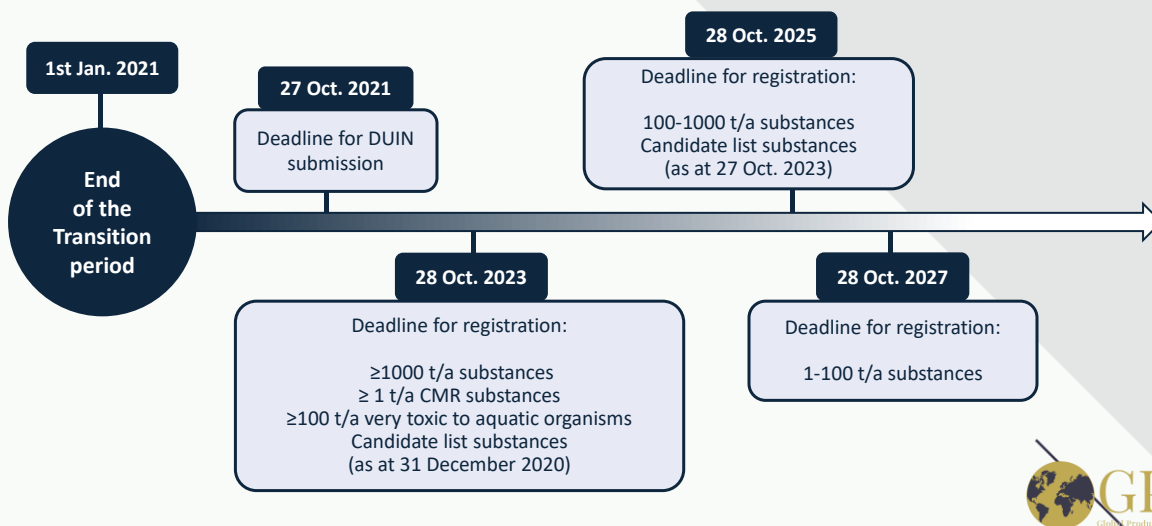 1st Jan. 2021
End
of the
Transition
period
27 Oct. 2021
Deadline for DUIN
submission
28 Oct. 2023
Deadline for registration:
≥1000 t/a substances
≥ 1 t/a CMR substances
≥100 t/a very toxic to aquatic organisms
Candidate list substances
(as at 31 December 2020)
28 Oct. 2025
Deadline for registration:
100-1000 t/a substances
Candidate list substances
(as at 27 Oct. 2023)
28 Oct. 2027
Deadline for registration:
1-100 t/a substances
Global